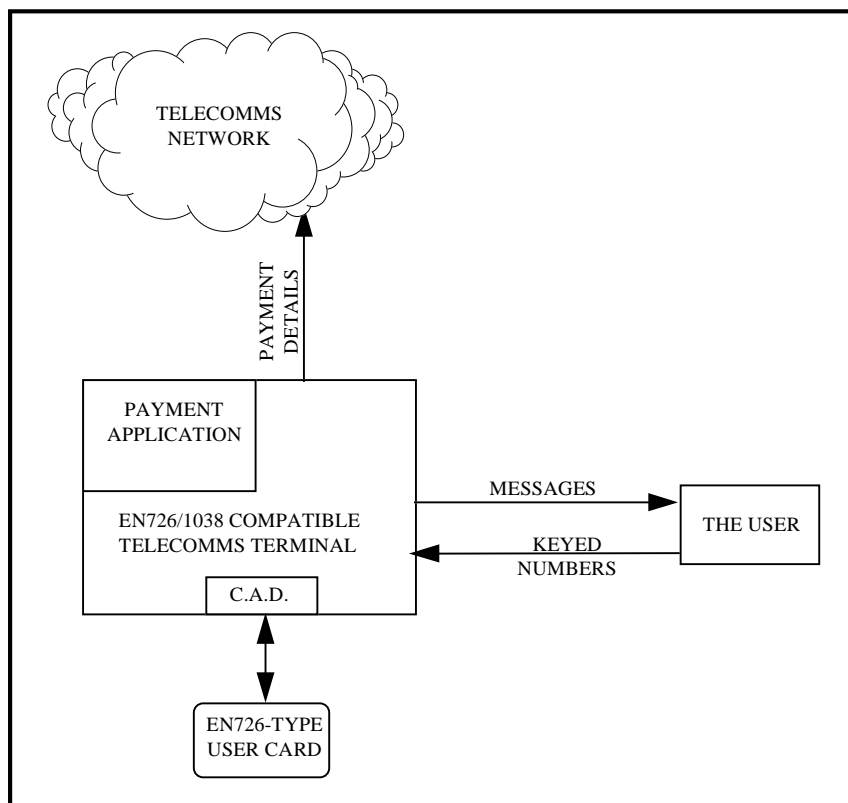 TELECOMMS
NETWORK
PAYMENT
DETAILS
PAYMENT
APPLICATION
EN726/1038 COMPATIBLE
TELECOMMS TERMINAL
C.A.D.
MESSAGES
KEYED
NUMBERS
THE USER
EN726-TYPE
USER CARD